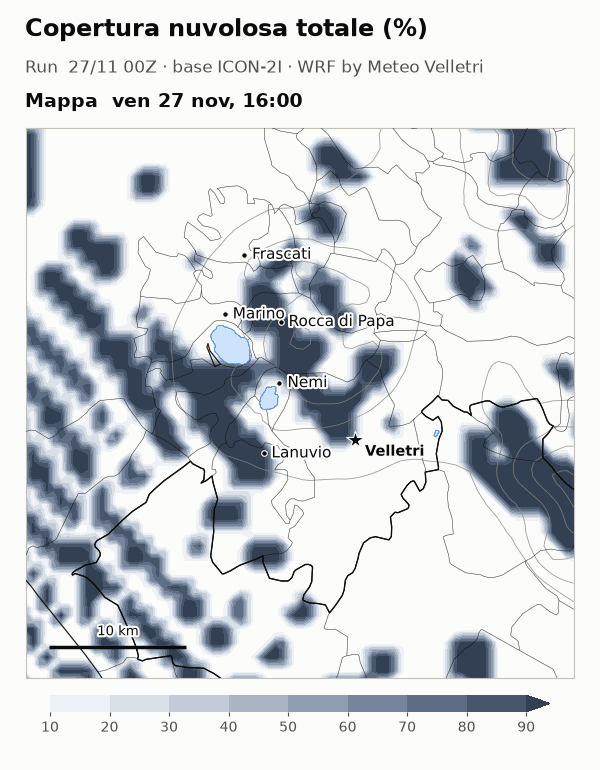 Copertura nuvolosa totale (%)
Run  27/11 00Z · base ICON-2I · WRF by Meteo Velletri
Mappa  ven 27 nov, 16:00
Frascati
Marino
Rocca di Papa
Nemi
Velletri
Lanuvio
10 km
10 20 30 40 50 60 70 80 90